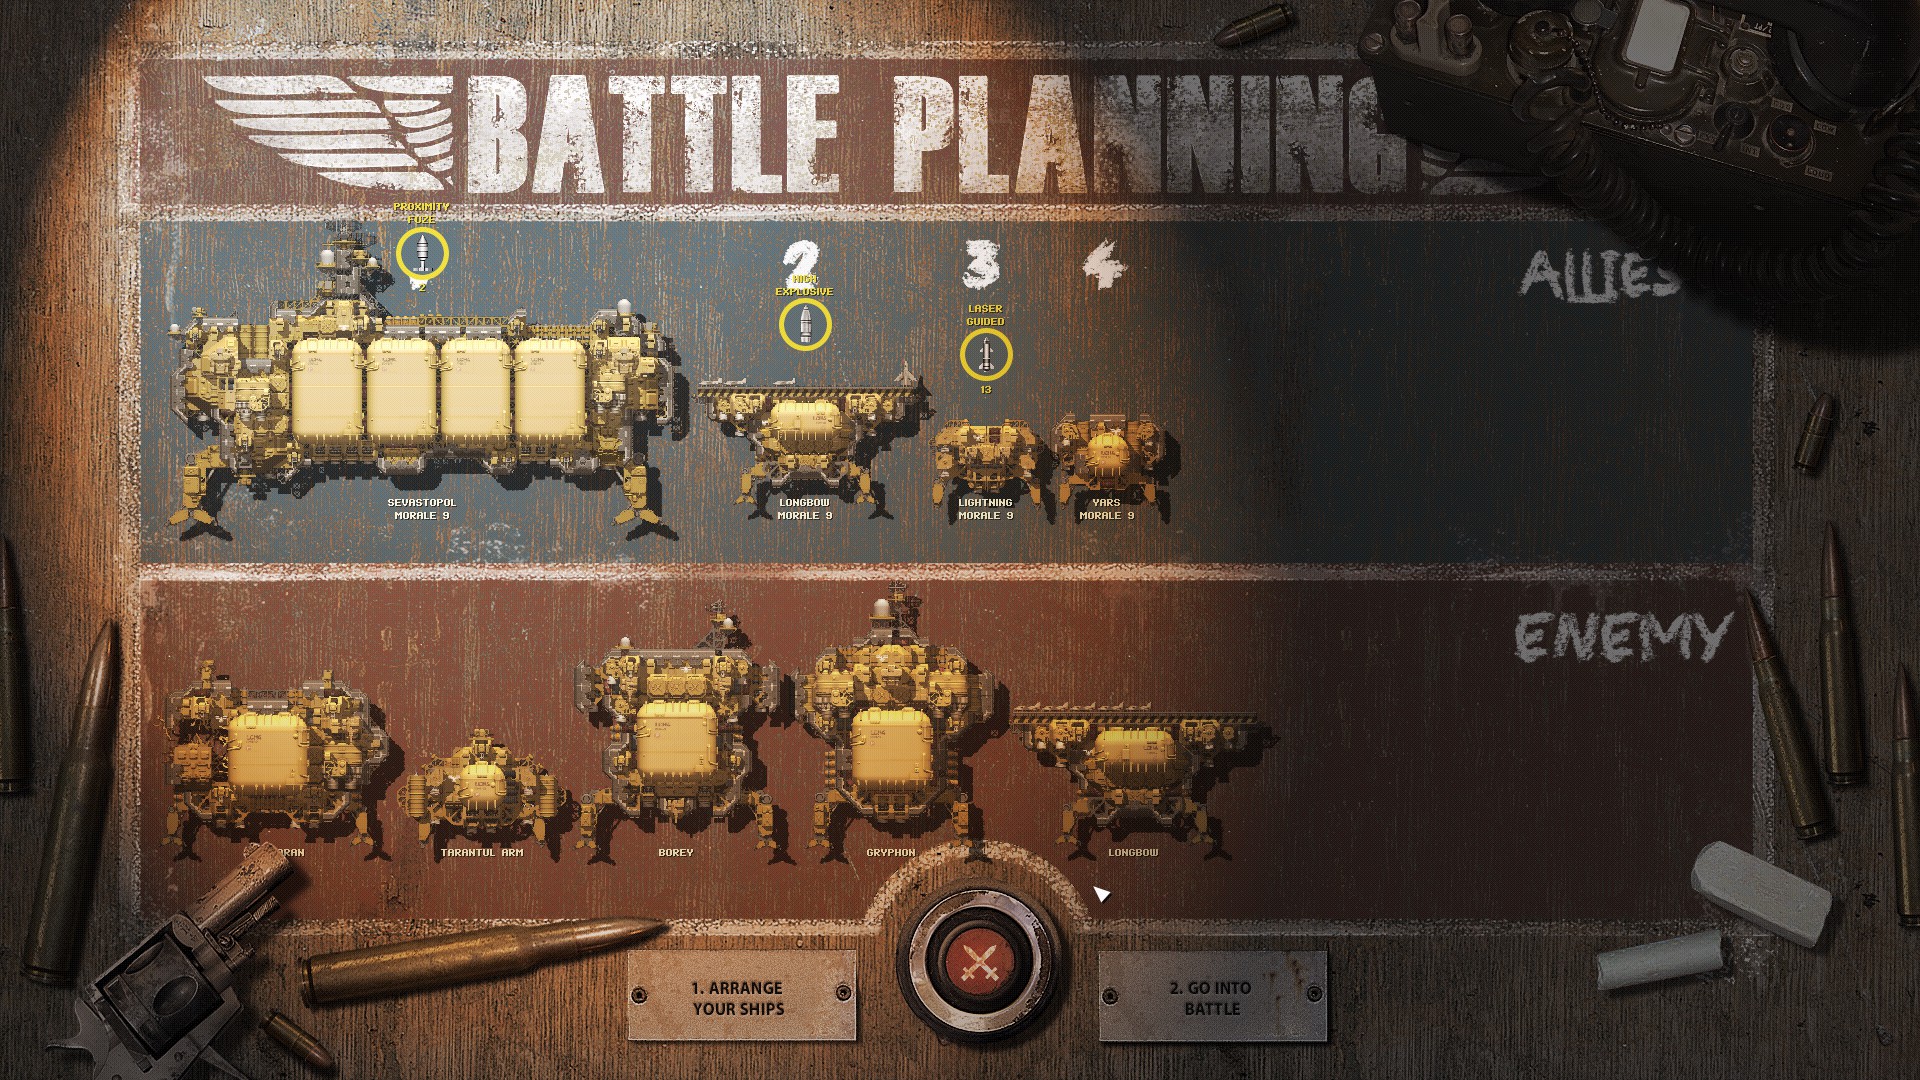 BATTLE PLANNING
PROXIMITY
FUZE
2
2
HIGH
EXPLOSIVE
3
LASER
GUIDED
13
4
ALLIES
SEVASTOPOL
MORALE 9
LONGBOW
MORALE 9
LIGHTNING
MORALE 9
YARS
MORALE 9
ENEMY
TARANTUL ARM
BOREY
GRYPHON
LONGBOW
1. ARRANGE
YOUR SHIPS
2. GO INTO
BATTLE
LOUD